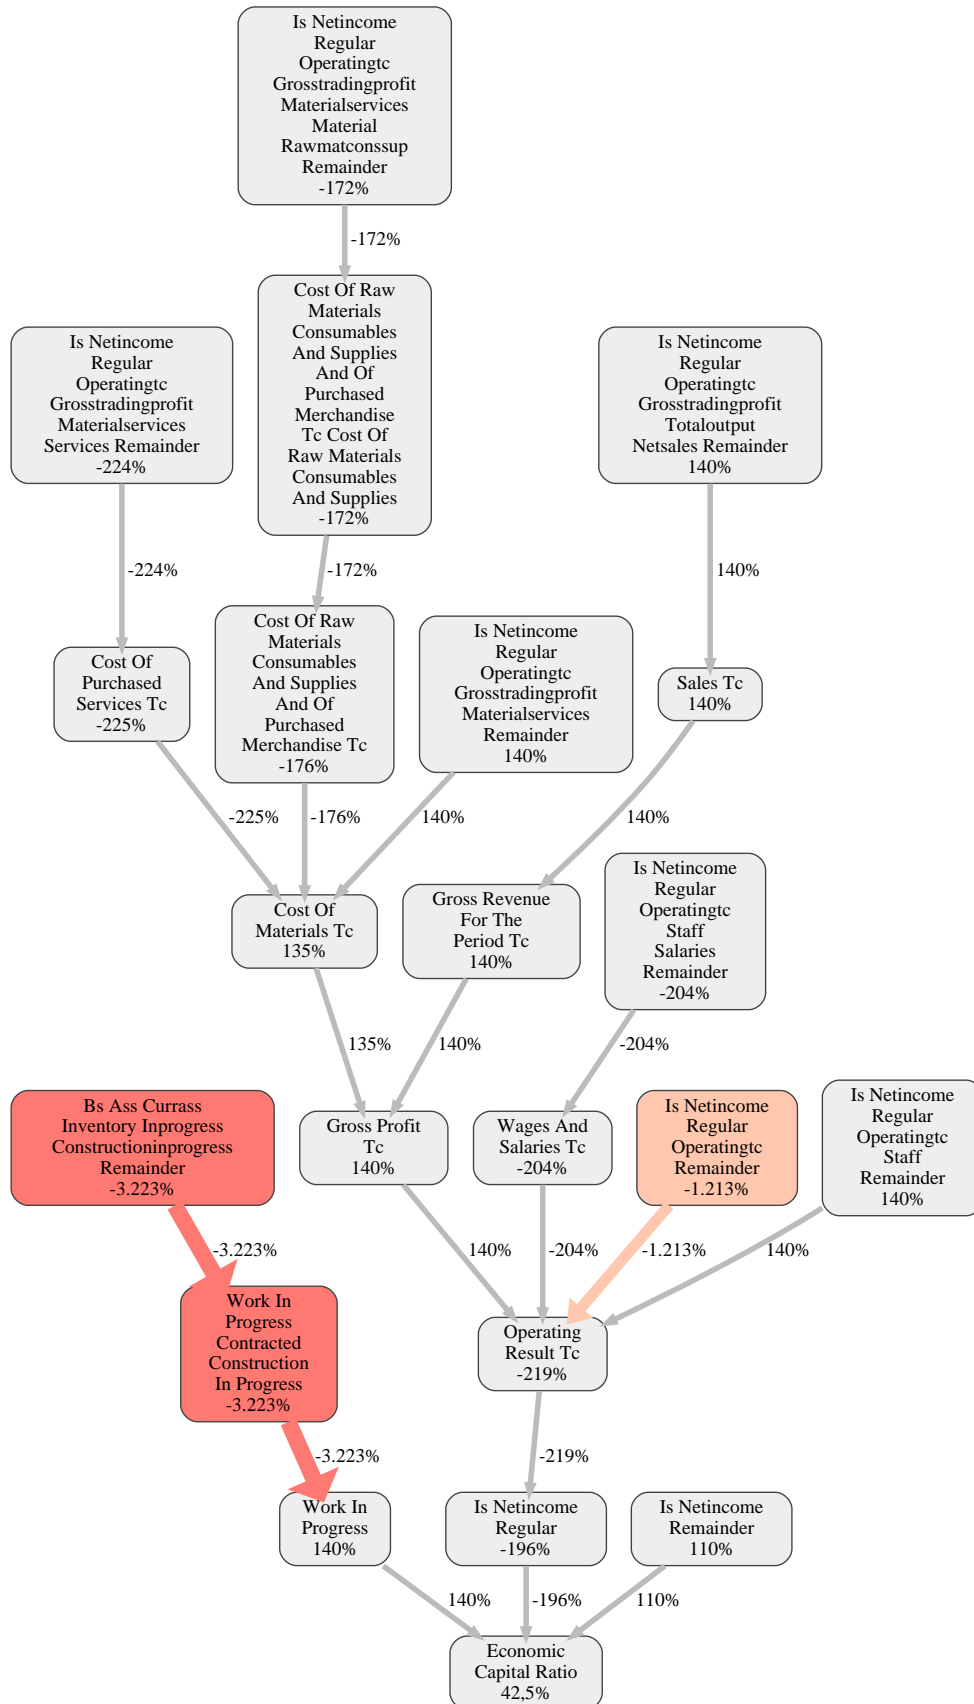 Is Netincome
Regular
Operatingtc
Grosstradingprofit
Materialservices
Material
Rawmatconssup
Remainder
-172%
-172%
Cost Of Raw
Materials
Consumables
And Supplies
And Of
Purchased
Merchandise
Tc Cost Of
Raw Materials
Consumables
And Supplies
-172%
Is Netincome
Regular
Operatingtc
Grosstradingprofit
Materialservices
Services Remainder
-224%
Is Netincome
Regular
Operatingtc
Grosstradingprofit
Totaloutput
Netsales Remainder
140%
-224%
-172%
140%
Cost Of
Purchased
Services Tc
-225%
Cost Of Raw
Materials
Consumables
And Supplies
And Of
Purchased
Merchandise Tc
-176%
Is Netincome
Regular
Operatingtc
Grosstradingprofit
Materialservices
Remainder
140%
Sales Tc
140%
-225%
-176%
140%
140%
Cost Of
Materials Tc
135%
Gross Revenue
For The
Period Tc
140%
Is Netincome
Regular
Operatingtc
Staff
Salaries
Remainder
-204%
135%
140%
-204%
Bs Ass Currass
Inventory Inprogress
Constructioninprogress
Remainder
-3.223%
Gross Profit
Tc
140%
Wages And
Salaries Tc
-204%
Is Netincome
Regular
Operatingtc
Remainder
-1.213%
Is Netincome
Regular
Operatingtc
Staff
Remainder
140%
-3.223%
140%
-204%
-1.213%
140%
Work In
Progress
Contracted
Construction
In Progress
-3.223%
Operating
Result Tc
-219%
-3.223%
-219%
Work In
Progress
140%
Is Netincome
Regular
-196%
Is Netincome
Remainder
110%
140%
-196%
110%
Economic
Capital Ratio
42,5%